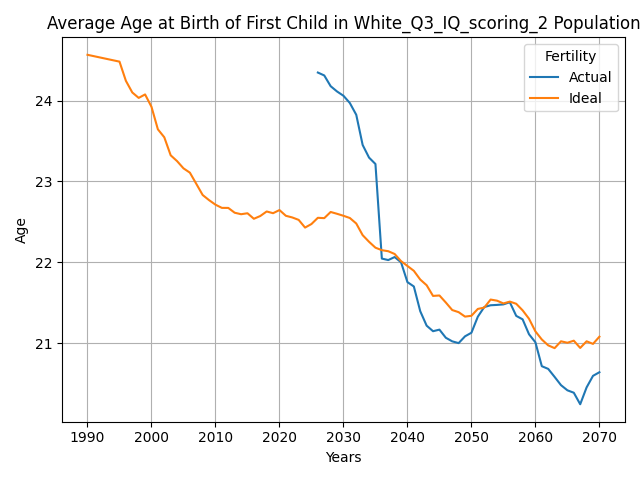 Average Age at Birth of First Child in White_Q3_IQ_scoring_2 Population
Fertility
Actual
Ideal
24
23
22
21
Age
1990
2000
2010
2020
2030
2040
2050
2060
2070
Years